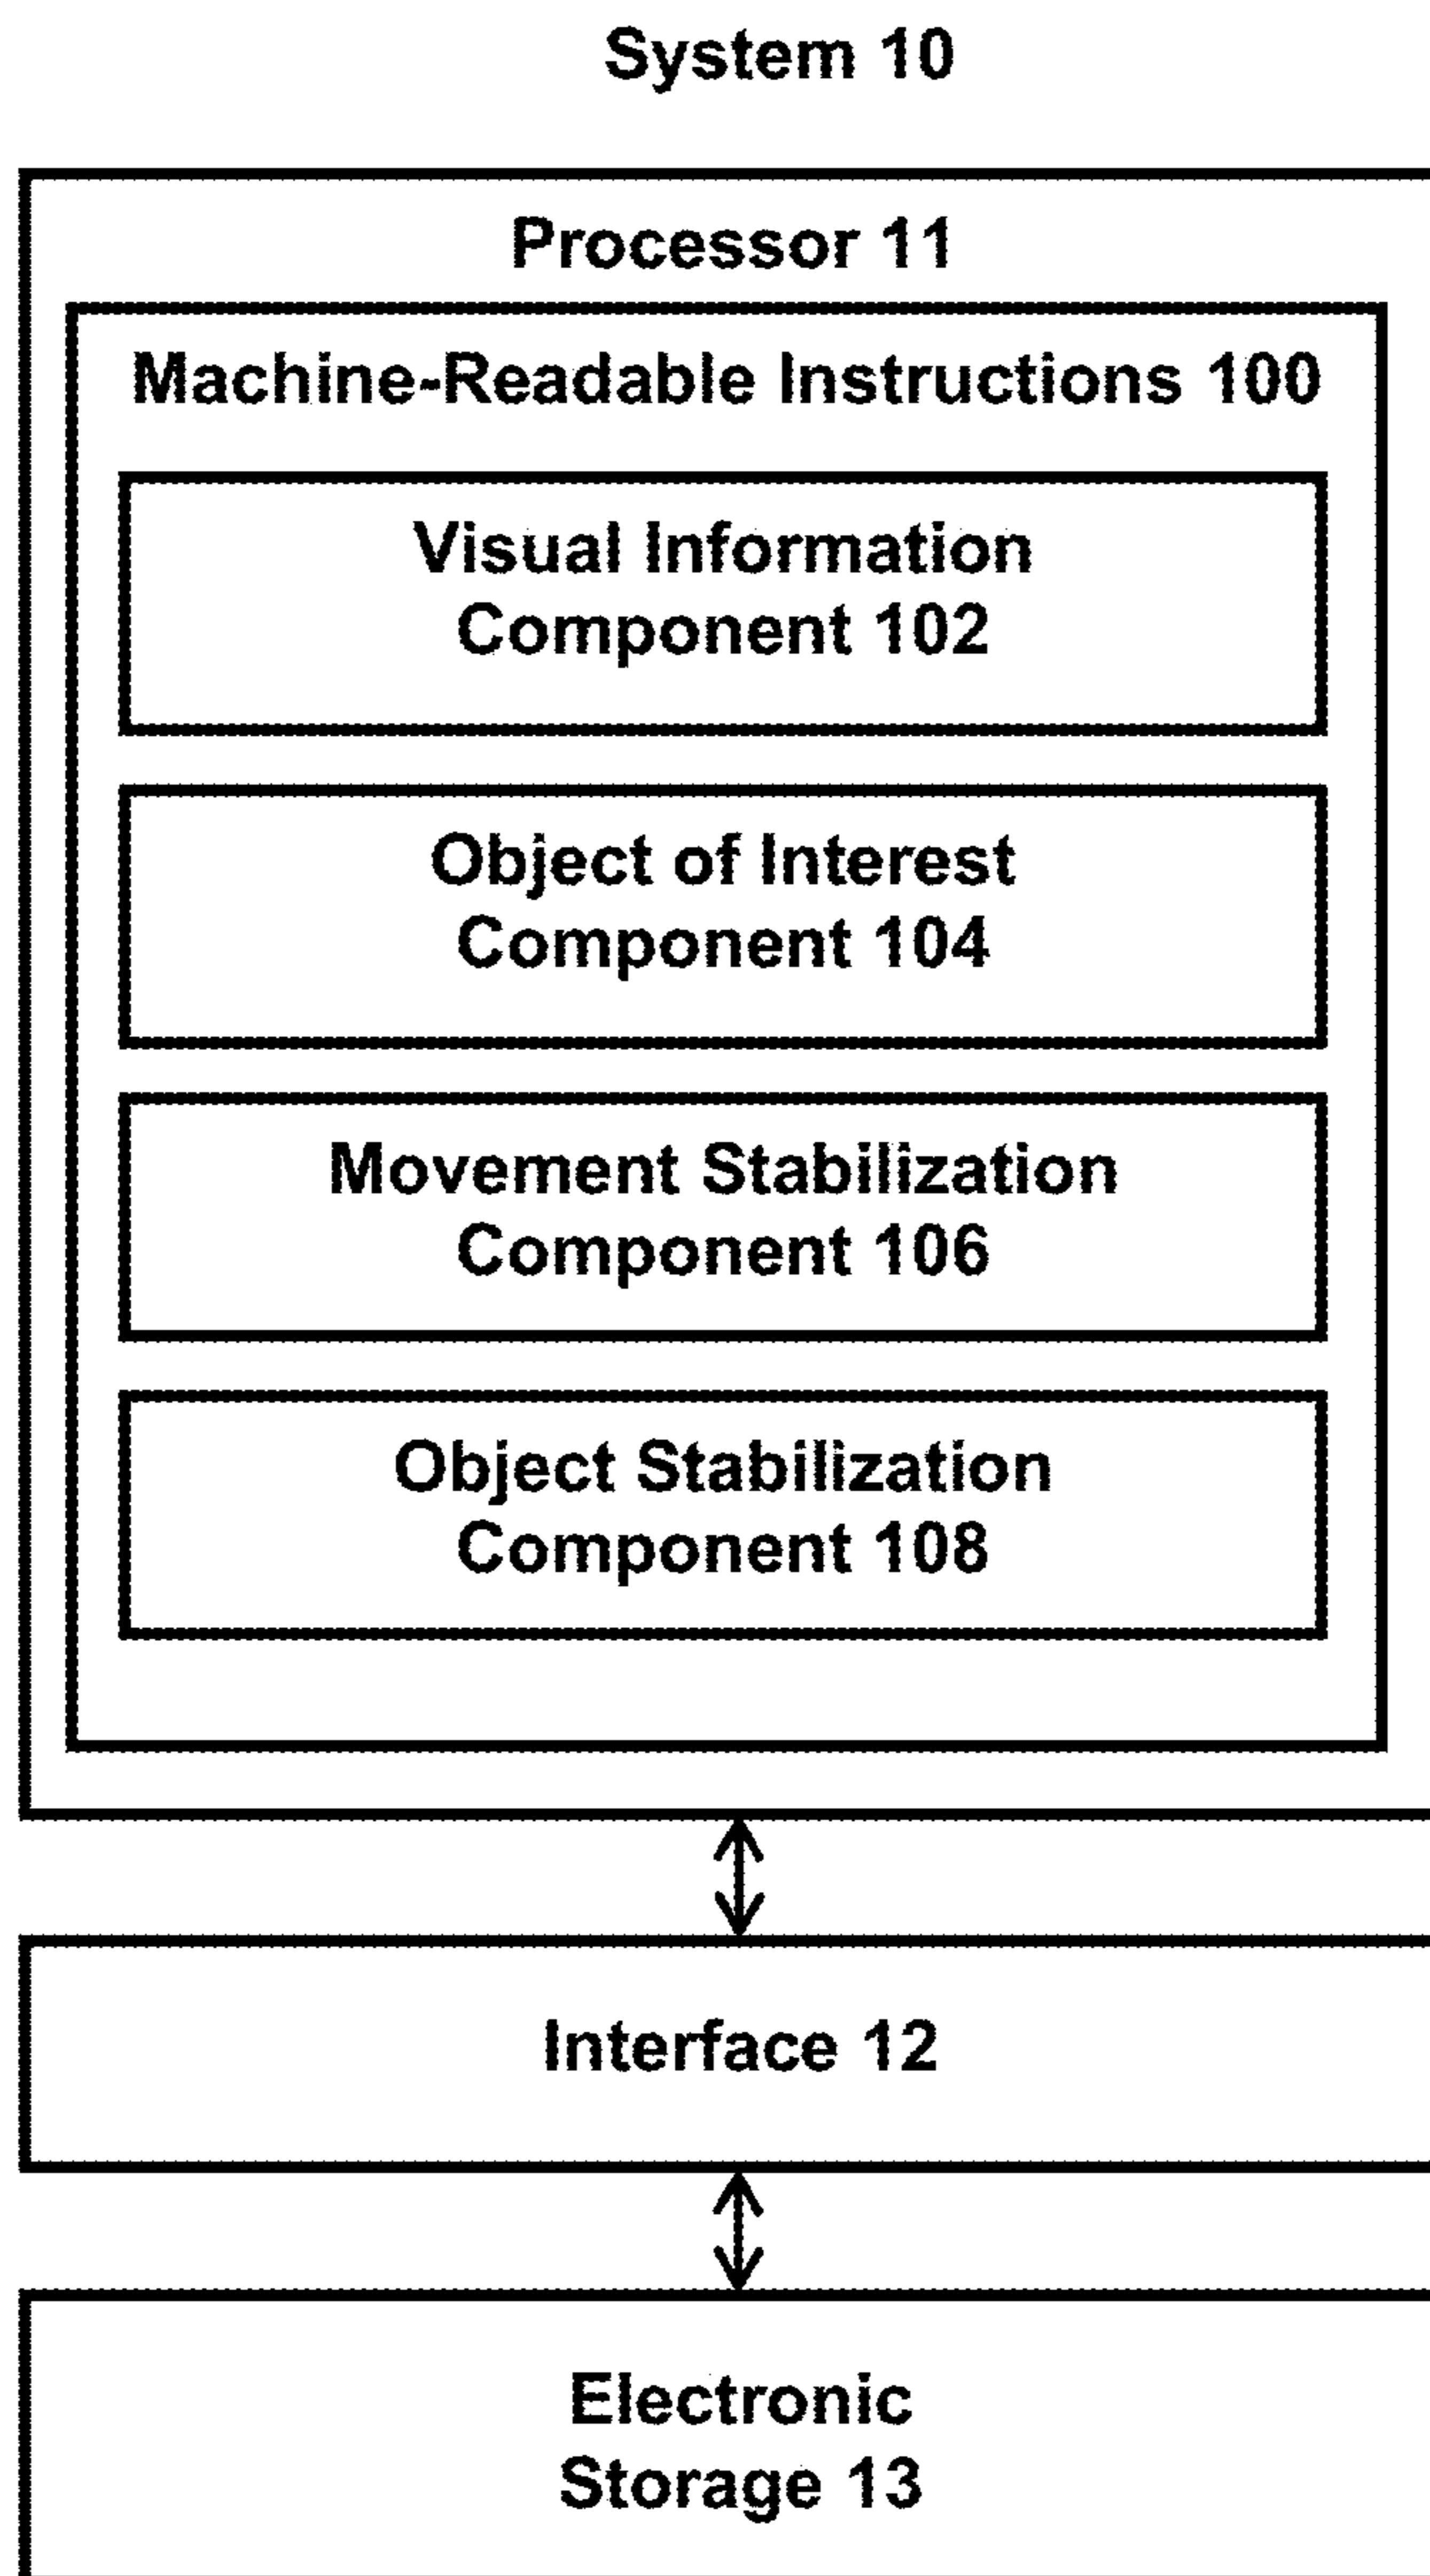 System 10
Processor 11
Machine-Readable Instructions 100
Visual Information
Component 102
Object of Interest
Component 104
Movement Stabilization
Component 106
Object Stabilization
Component 108
Interface 12
Electronic
Storage 13